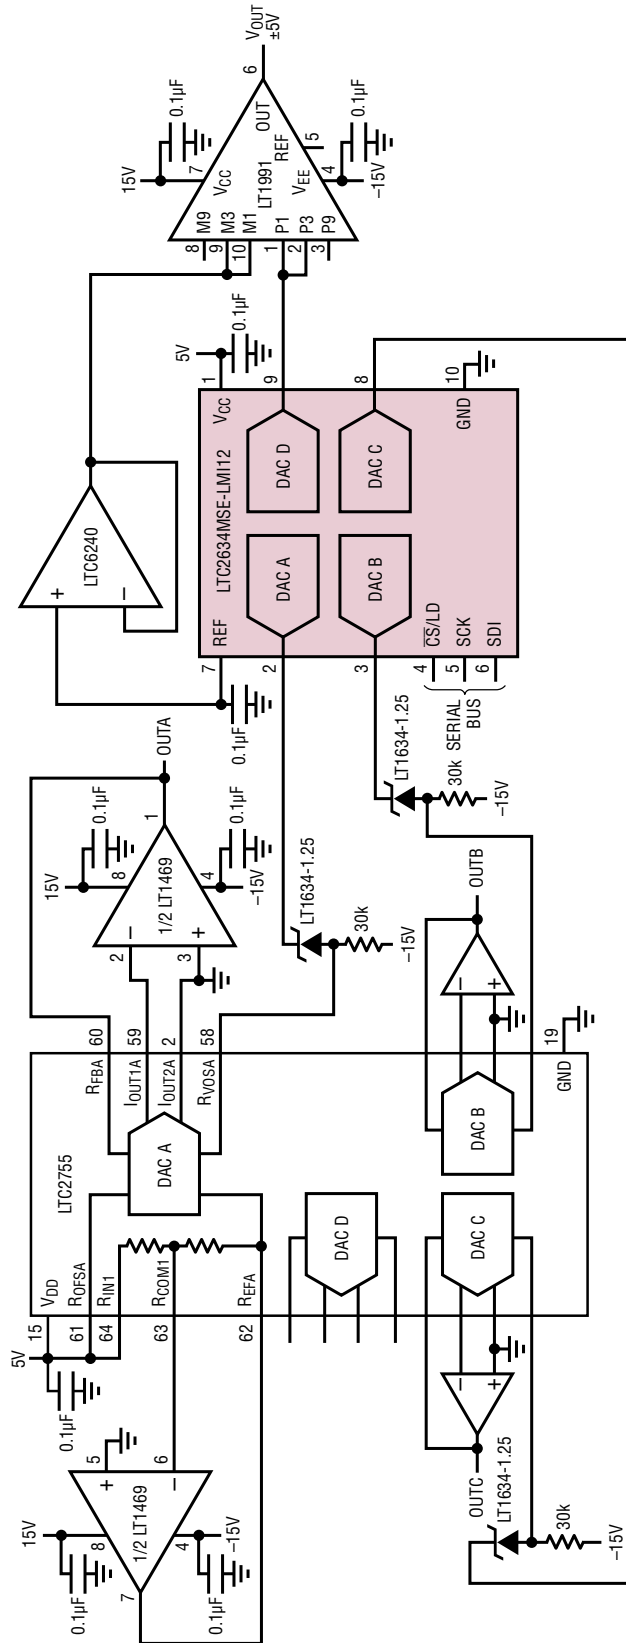 5V
0.1µF
15V
0.1µF
8
5
+
6
–
1/2 LT1469
7
4
–15V
0.1µF
15
61
64
63
62
V_DD
R_OFSA
R_IN1
R_COM1
R_EFA
LTC2755
DAC A
R_FBA
I_OUT1A
I_OUT2A
R_VOSA
60
59
2
58
DAC D
DAC C
DAC B
GND
19
–
+
OUTC
LT1634-1.25
30k
–15V
–
+
OUTB
15V
0.1µF
8
2
–
3
+
1/2 LT1469
1
OUTA
4
–15V
0.1µF
LT1634-1.25
30k
–15V
LT1634-1.25
30k
–15V
0.1µF
7
REF
2
3
4
CS/LD
5
SCK
6
SDI
SERIAL
BUS
LTC2634MSE-LMI12
DAC A
DAC D
DAC B
DAC C
V_CC
1
5V
0.1µF
9
8
GND
10
+
–
LTC6240
15V
0.1µF
7
V_CC
8
M9
9
M3
10
M1
1
P1
2
P3
3
P9
LT1991
OUT
6
V_OUT
±5V
REF
5
V_EE
4
–15V
0.1µF